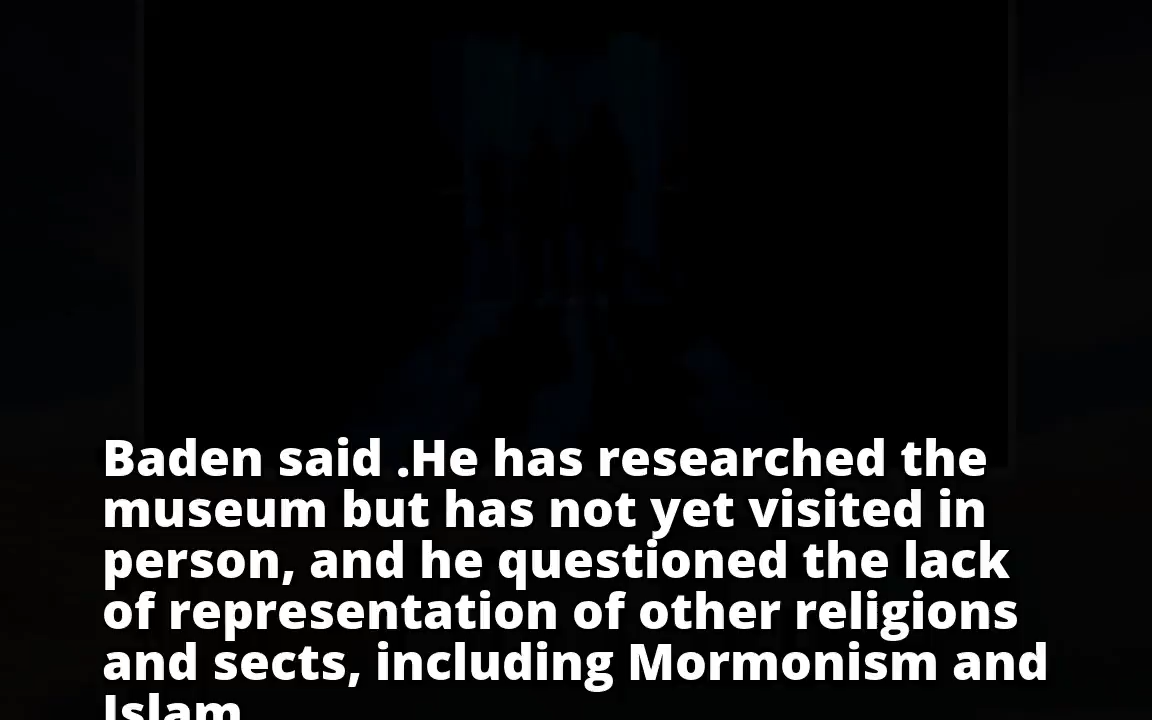 Baden said .He has researched the
museum but has not yet visited in
person, and he questioned the lack
of representation of other religions
and sects, including Mormonism and
Islam